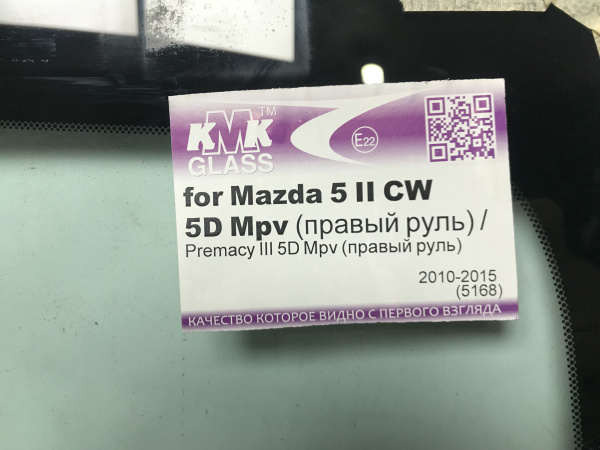 KMK™
GLASS
E22
for Mazda 5 II CW
5D Mpv (правый руль) /
Premacy III 5D Mpv (правый руль)
2010-2015
(5168)
КАЧЕСТВО КОТОРОЕ ВИДНО С ПЕРВОГО ВЗГЛЯДА